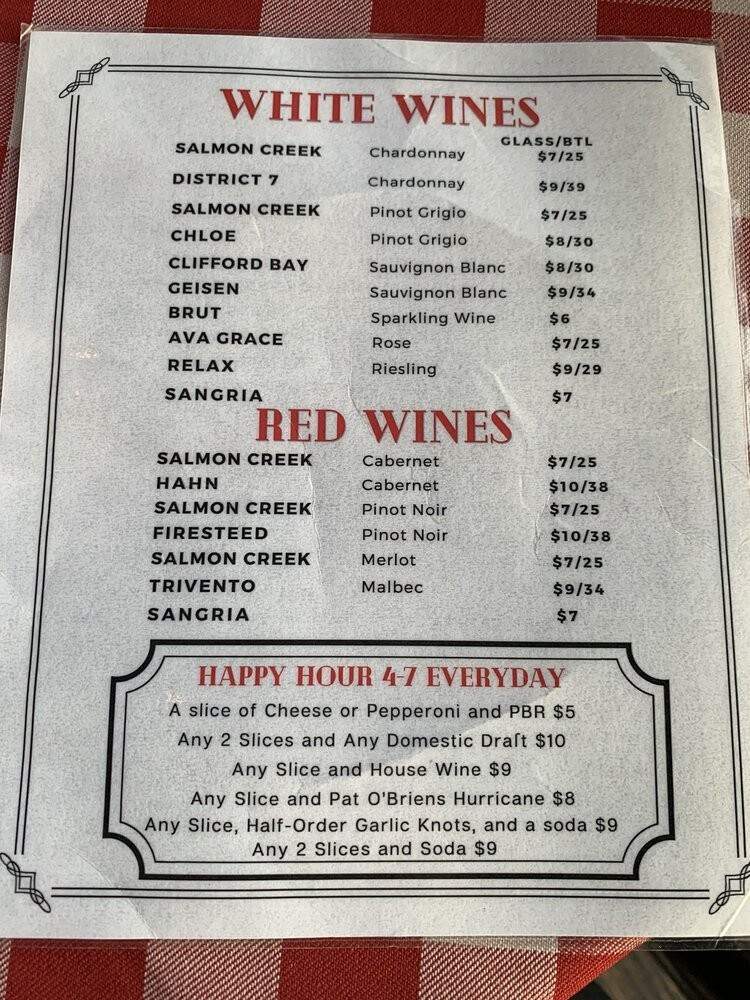 WHITE WINES
GLASS/BTL
SALMON CREEK Chardonnay $7/25
DISTRICT 7 Chardonnay $9/39
SALMON CREEK Pinot Grigio $7/25
CHLOE Pinot Grigio $8/30
CLIFFORD BAY Sauvignon Blanc $8/30
GEISEN Sauvignon Blanc $9/34
BRUT Sparkling Wine $6
AVA GRACE Rose $7/25
RELAX Riesling $9/29
SANGRIA $7
RED WINES
SALMON CREEK Cabernet $7/25
HAHN Cabernet $10/38
SALMON CREEK Pinot Noir $7/25
FIRESTEED Pinot Noir $10/38
SALMON CREEK Merlot $7/25
TRIVENTO Malbec $9/34
SANGRIA $7
HAPPY HOUR 4-7 EVERYDAY
A slice of Cheese or Pepperoni and PBR $5
Any 2 Slices and Any Domestic Draft $10
Any Slice and House Wine $9
Any Slice and Pat O'Briens Hurricane $8
Any Slice, Half-Order Garlic Knots, and a soda $9
Any 2 Slices and Soda $9